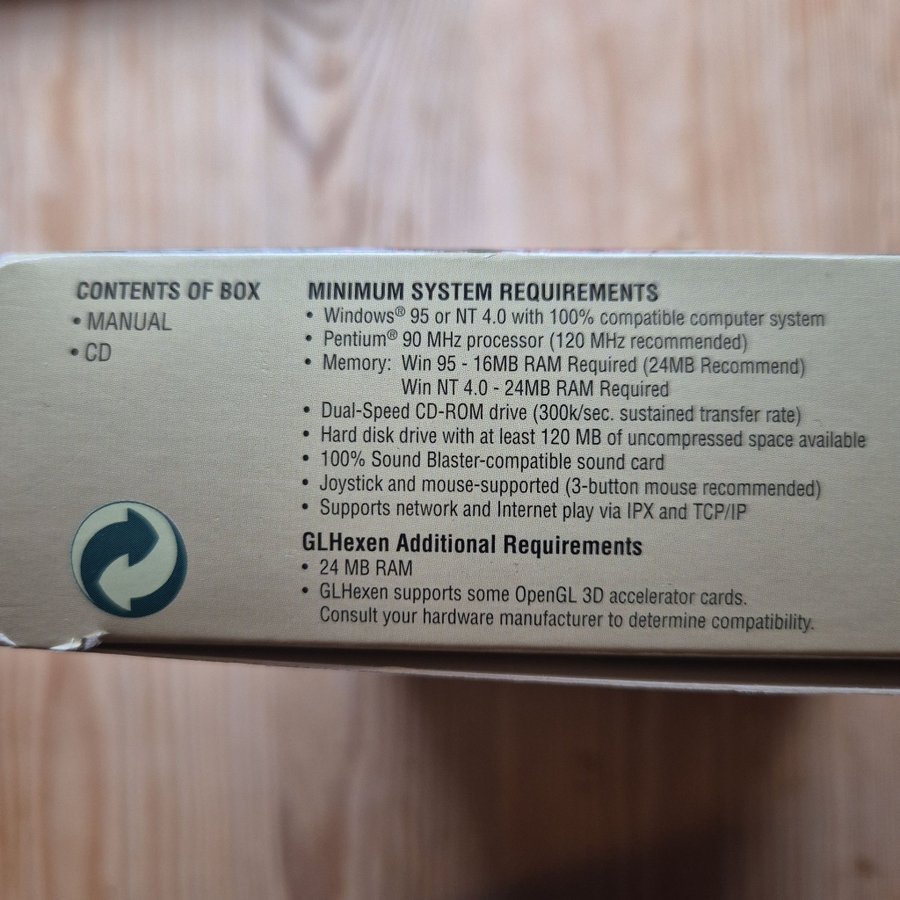 CONTENTS OF BOX
• MANUAL
• CD
MINIMUM SYSTEM REQUIREMENTS
• Windows® 95 or NT 4.0 with 100% compatible computer system
• Pentium® 90 MHz processor (120 MHz recommended)
• Memory: Win 95 - 16MB RAM Required (24MB Recommend)
Win NT 4.0 - 24MB RAM Required
• Dual-Speed CD-ROM drive (300k/sec. sustained transfer rate)
• Hard disk drive with at least 120 MB of uncompressed space available
• 100% Sound Blaster-compatible sound card
• Joystick and mouse-supported (3-button mouse recommended)
• Supports network and Internet play via IPX and TCP/IP
GLHexen Additional Requirements
• 24 MB RAM
• GLHexen supports some OpenGL 3D accelerator cards.
Consult your hardware manufacturer to determine compatibility.